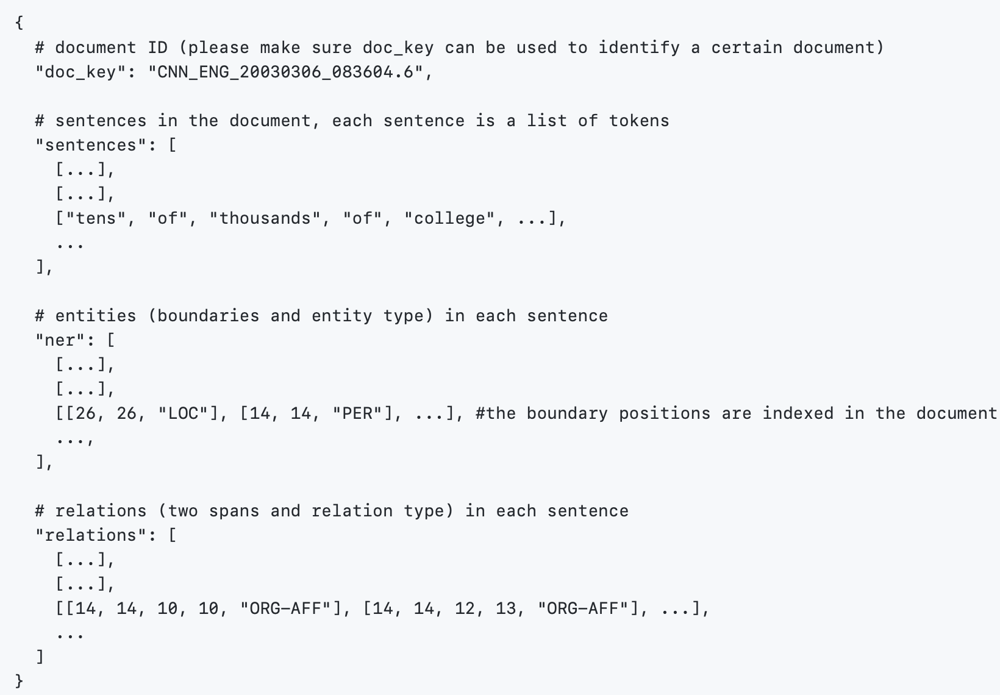 {
  # document ID (please make sure doc_key can be used to identify a certain document)
  "doc_key": "CNN_ENG_20030306_083604.6",

  # sentences in the document, each sentence is a list of tokens
  "sentences": [
    [...],
    [...],
    ["tens", "of", "thousands", "of", "college", ...],
    ...
  ],

  # entities (boundaries and entity type) in each sentence
  "ner": [
    [...],
    [...],
    [[26, 26, "LOC"], [14, 14, "PER"], ...], #the boundary positions are indexed in the document
    ...,
  ],

  # relations (two spans and relation type) in each sentence
  "relations": [
    [...],
    [...],
    [[14, 14, 10, 10, "ORG-AFF"], [14, 14, 12, 13, "ORG-AFF"], ...],
    ...
  ]
}